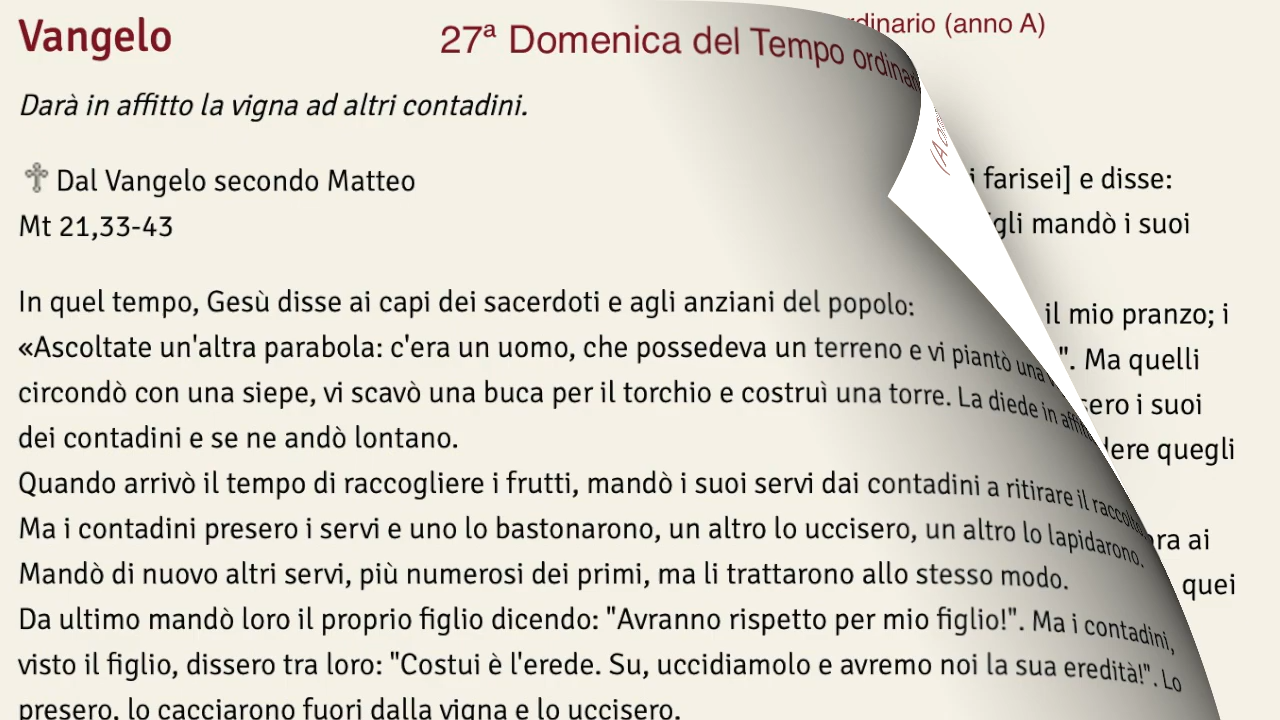 Vangelo
27ª Domenica del Tempo ordinar
rdinario (anno A)
(A
Darà in affitto la vigna ad altri contadini.
Dal Vangelo secondo Matteo
i farisei] e disse:
Mt 21,33-43
gli mandò i suoi
In quel tempo, Gesù disse ai capi dei sacerdoti e agli anziani del popolo:
il mio pranzo; i
«Ascoltate un'altra parabola: c'era un uomo, che possedeva un terreno e vi piantò una
". Ma quelli
circondò con una siepe, vi scavò una buca per il torchio e costruì una torre. La diede in affi
sero i suoi
dei contadini e se ne andò lontano.
dere quegli
Quando arrivò il tempo di raccogliere i frutti, mandò i suoi servi dai contadini a ritirare il raccolto
Ma i contadini presero i servi e uno lo bastonarono, un altro lo uccisero, un altro lo lapidarono.
ora ai
Mandò di nuovo altri servi, più numerosi dei primi, ma li trattarono allo stesso modo.
quei
Da ultimo mandò loro il proprio figlio dicendo: "Avranno rispetto per mio figlio!". Ma i contadini,
visto il figlio, dissero tra loro: "Costui è l'erede. Su, uccidiamolo e avremo noi la sua eredità!". Lo
presero, lo cacciarono fuori dalla vigna e lo uccisero.